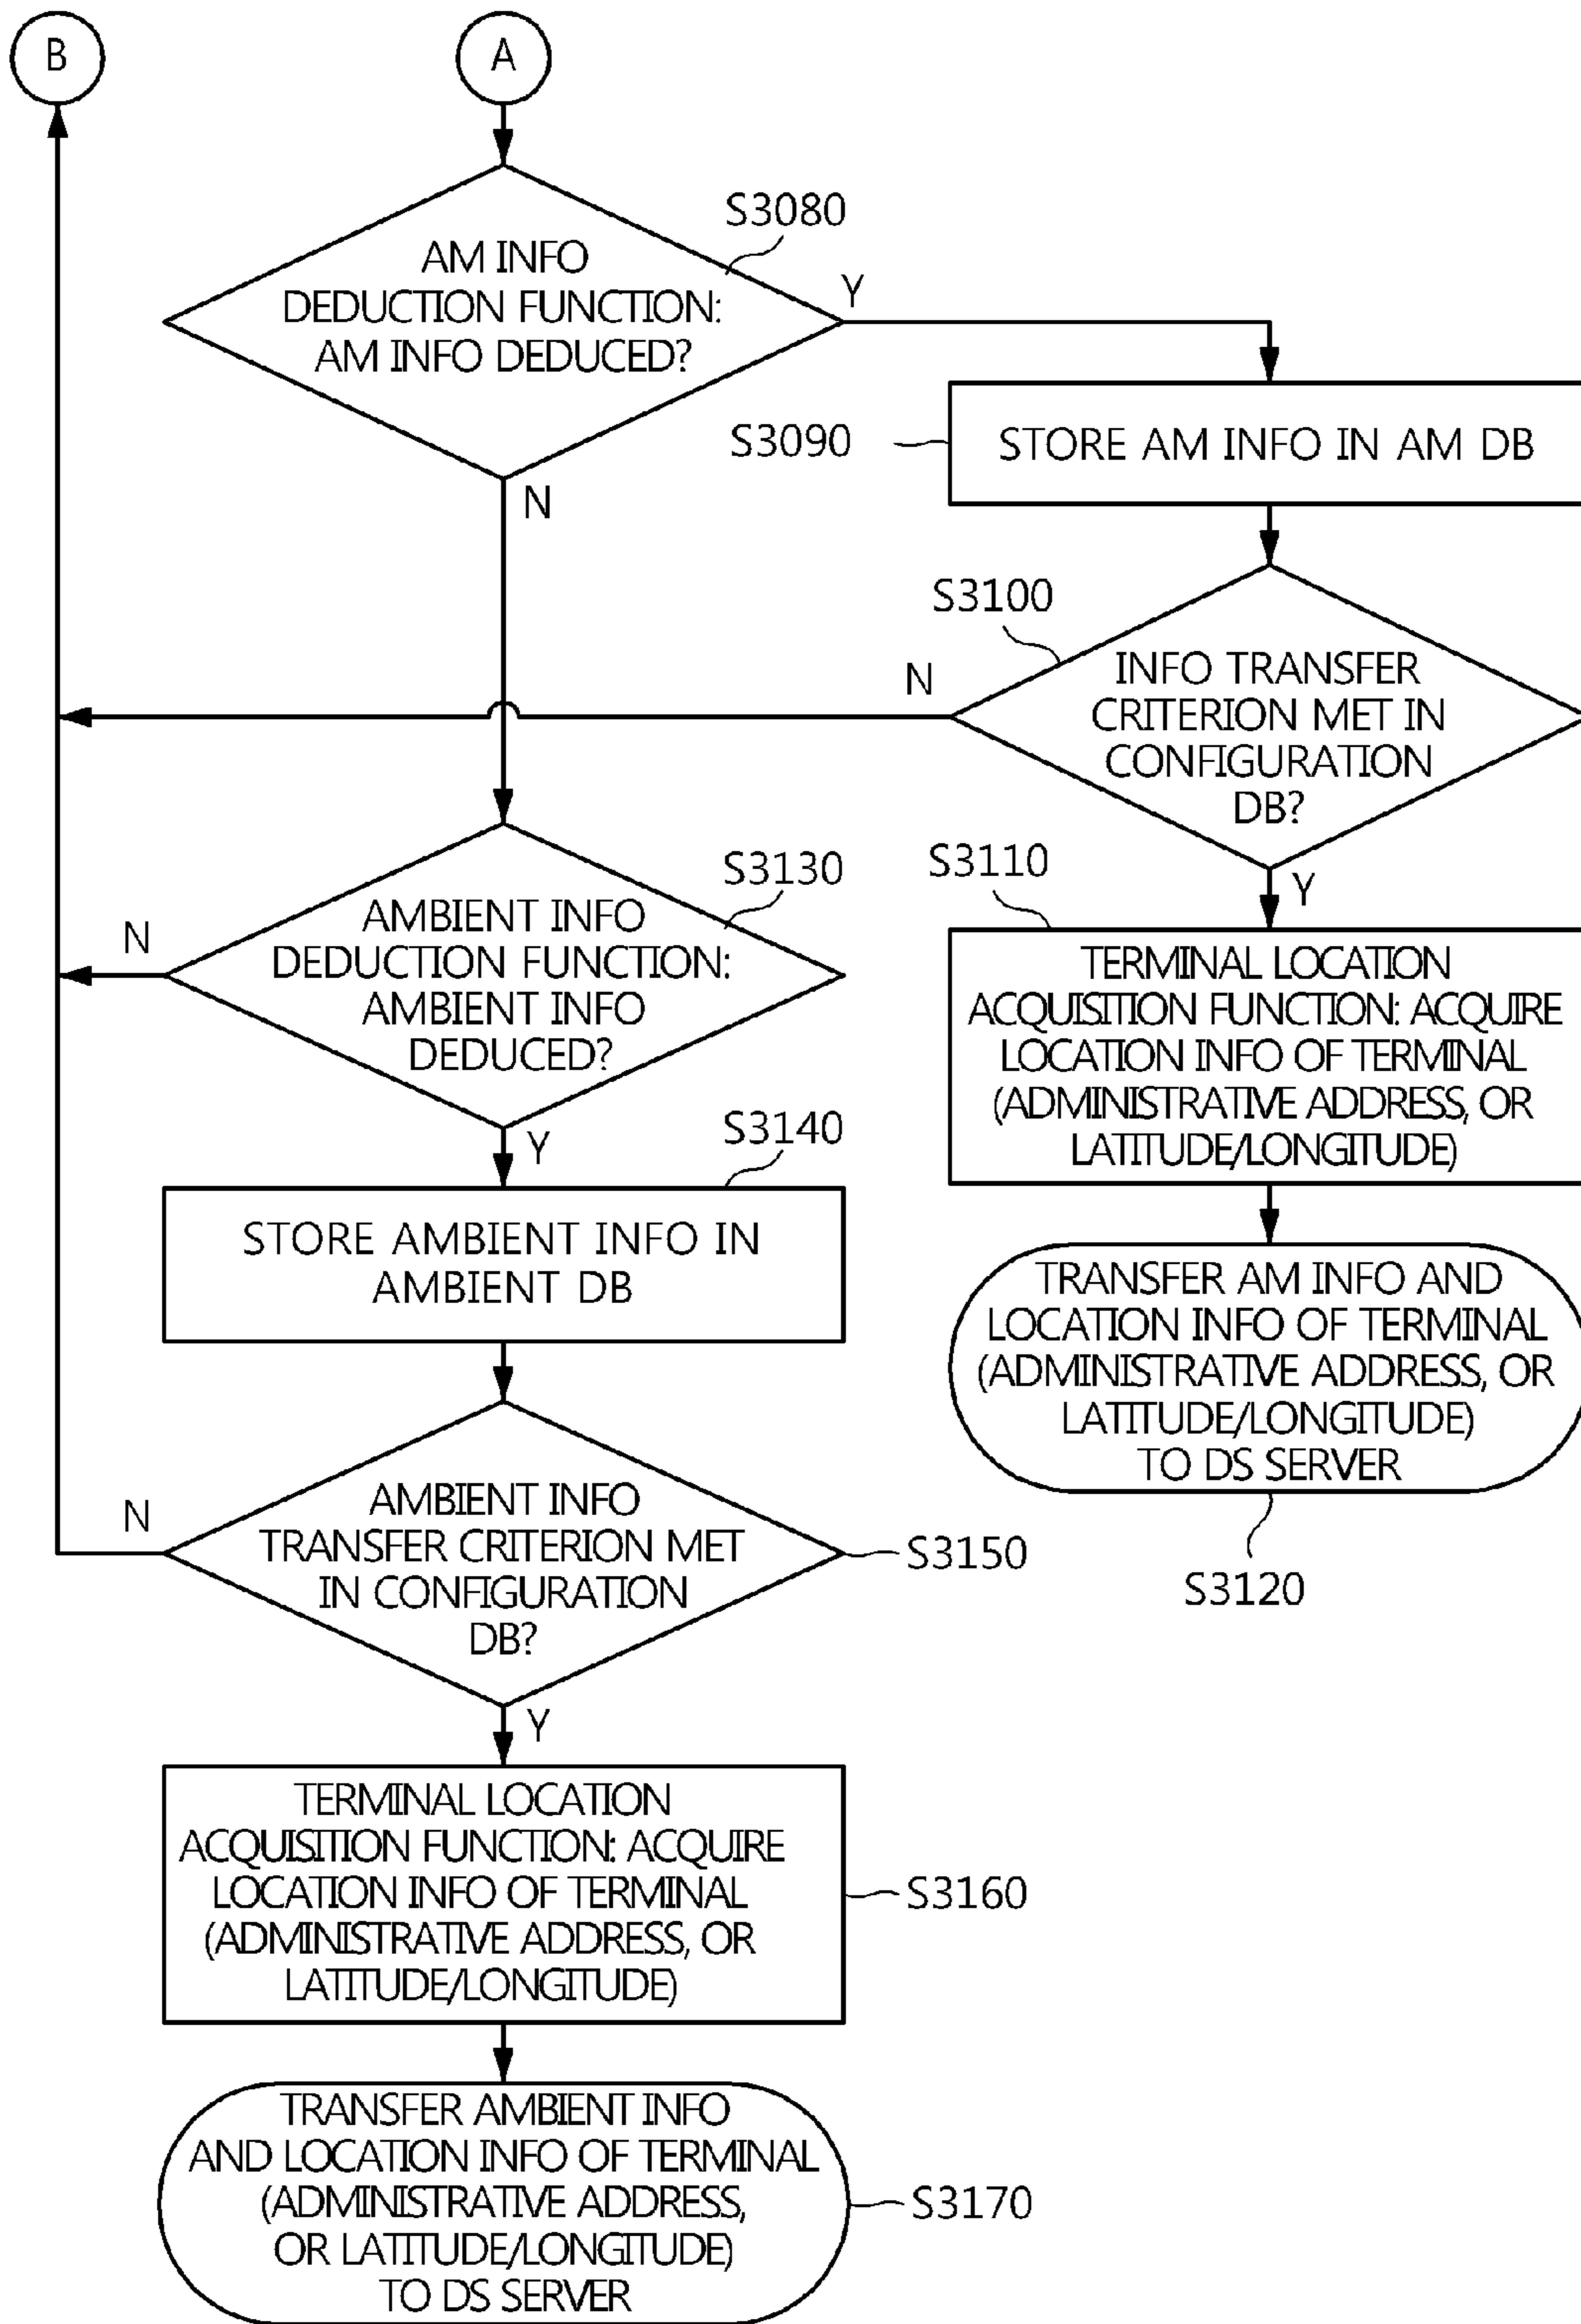 B
A
S3080
AM INFO
DEDUCTION FUNCTION:
AM INFO DEDUCED?
Y
N
S3090
STORE AM INFO IN AM DB
S3100
INFO TRANSFER
CRITERION MET IN
CONFIGURATION
DB?
N
Y
S3110
TERMINAL LOCATION
ACQUISITION FUNCTION: ACQUIRE
LOCATION INFO OF TERMINAL
(ADMINISTRATIVE ADDRESS, OR
LATITUDE/LONGITUDE)
TRANSFER AM INFO AND
LOCATION INFO OF TERMINAL
(ADMINISTRATIVE ADDRESS, OR
LATITUDE/LONGITUDE)
TO DS SERVER
S3120
S3130
AMBIENT INFO
DEDUCTION FUNCTION:
AMBIENT INFO
DEDUCED?
N
Y
S3140
STORE AMBIENT INFO IN
AMBIENT DB
AMBIENT INFO
TRANSFER CRITERION MET
IN CONFIGURATION
DB?
N
S3150
Y
TERMINAL LOCATION
ACQUISITION FUNCTION: ACQUIRE
LOCATION INFO OF TERMINAL
(ADMINISTRATIVE ADDRESS, OR
LATITUDE/LONGITUDE)
S3160
TRANSFER AMBIENT INFO
AND LOCATION INFO OF TERMINAL
(ADMINISTRATIVE ADDRESS,
OR LATITUDE/LONGITUDE)
TO DS SERVER
S3170